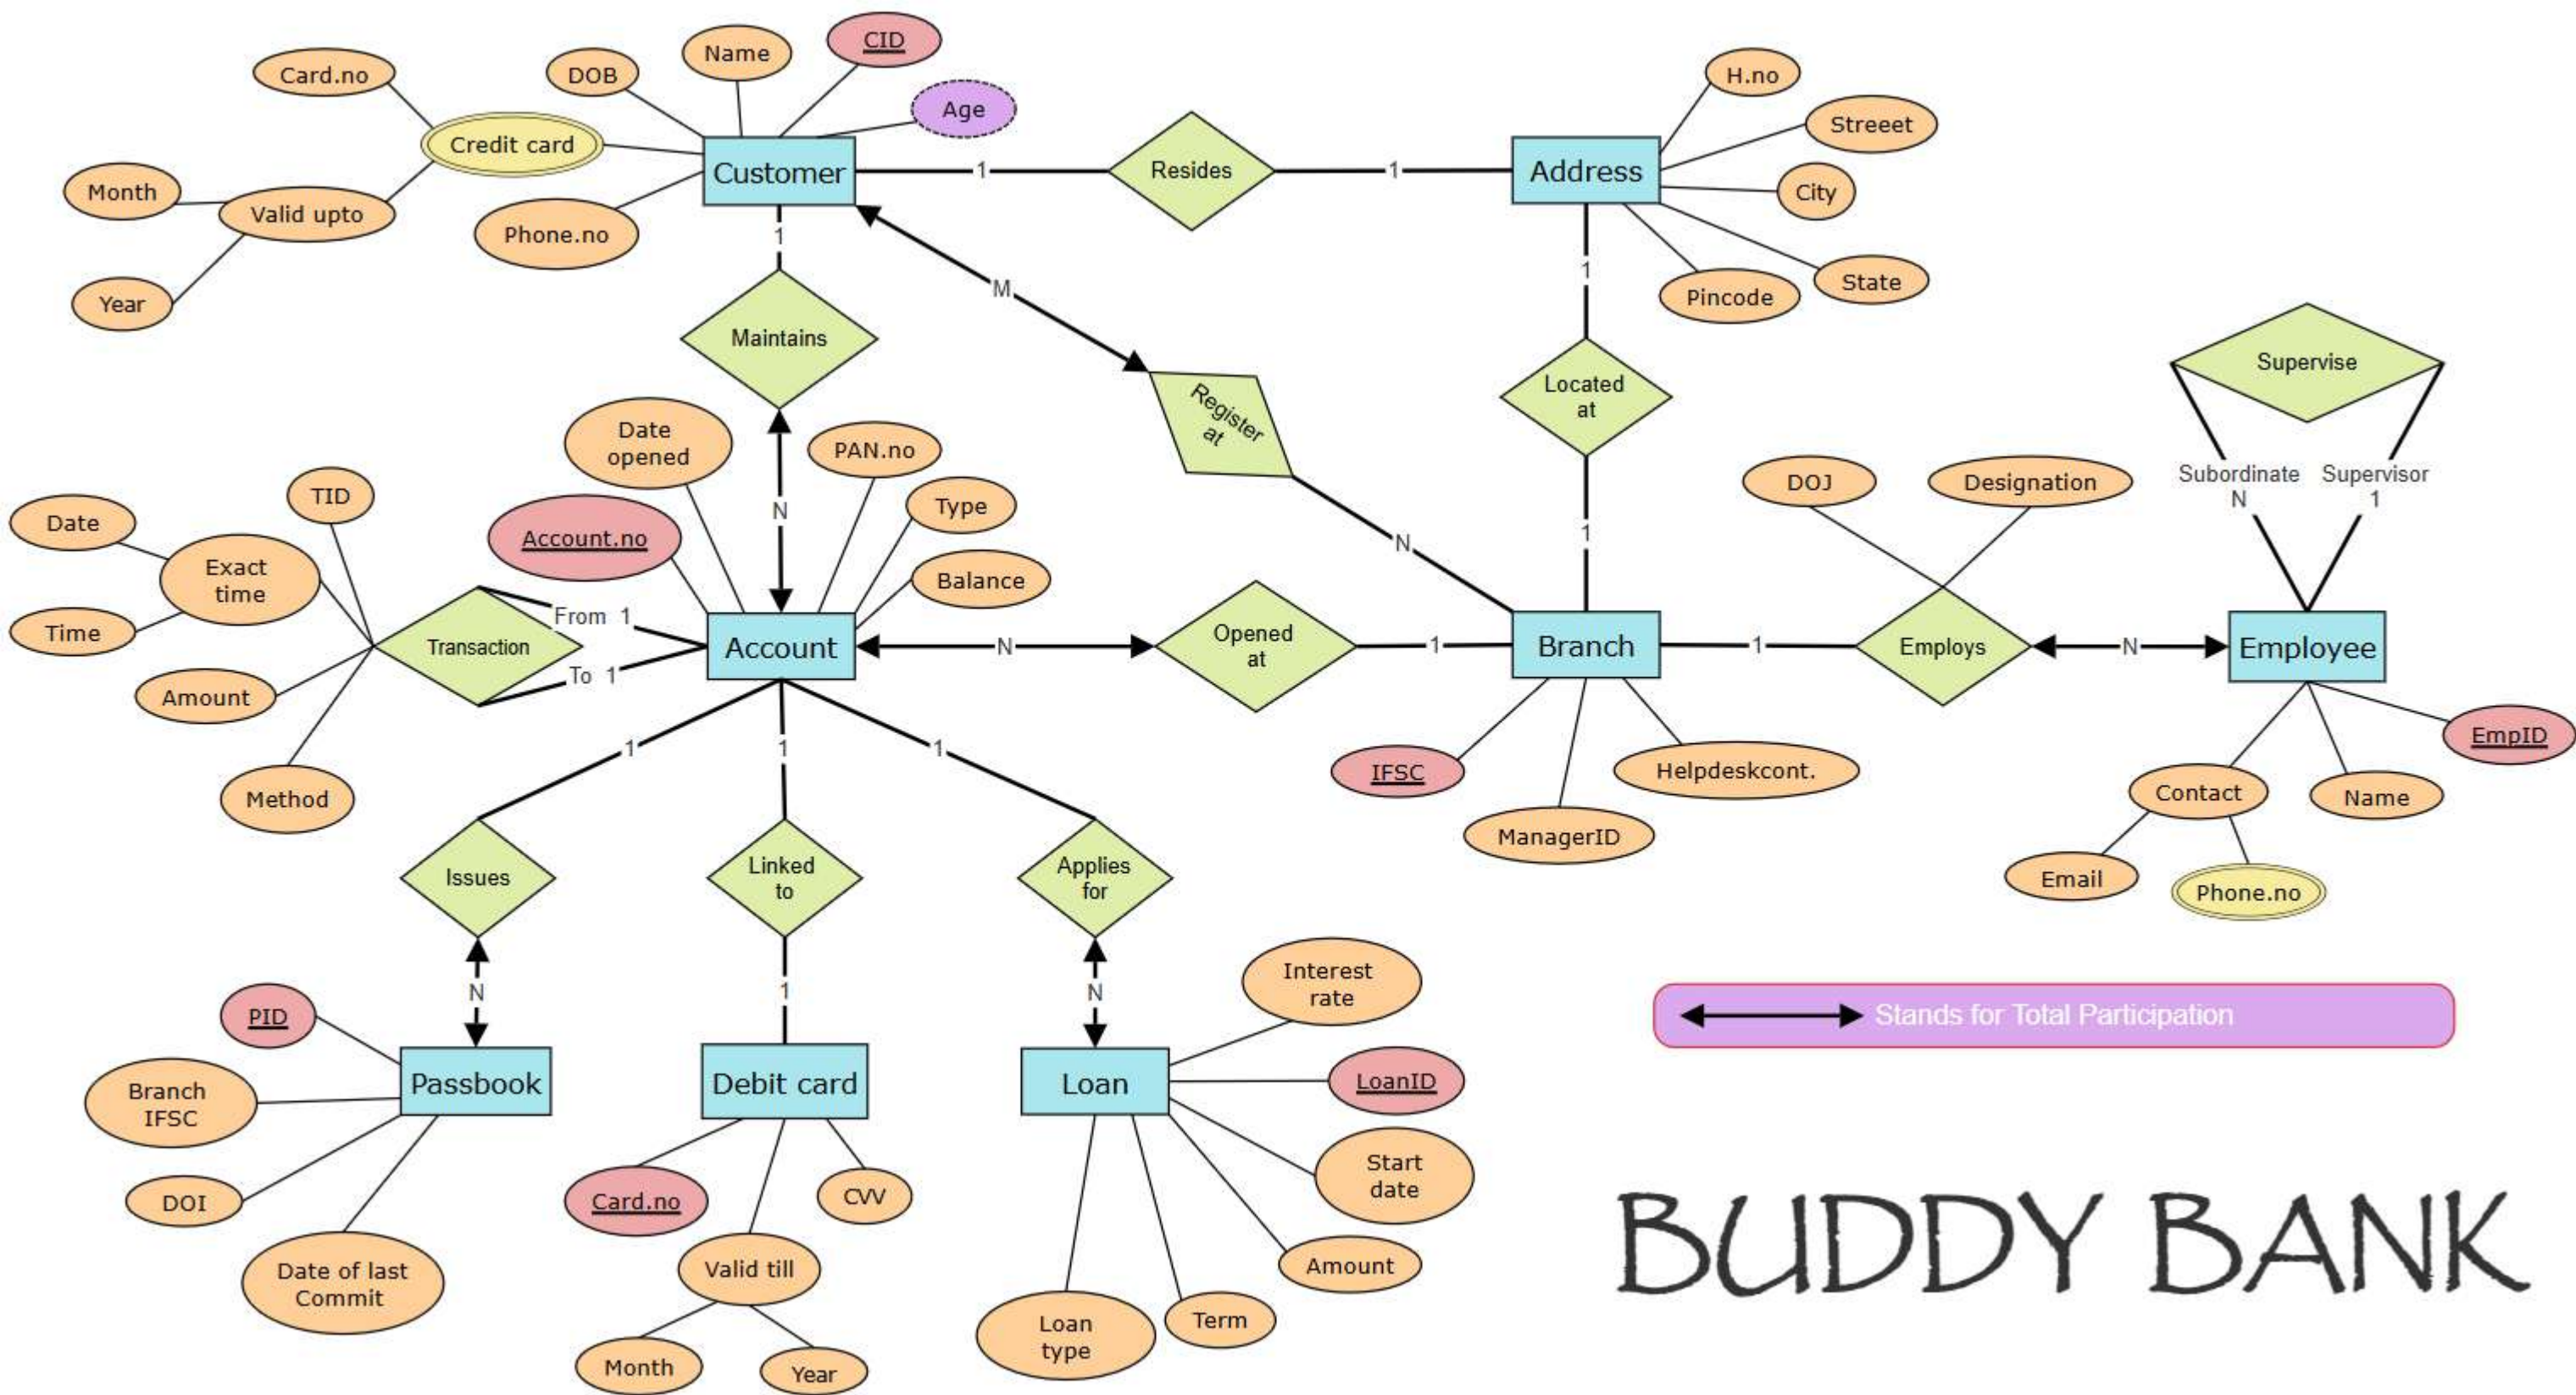 CID
Name
Card.no
DOB
H.no
Age
Streeet
Credit card
Customer
1
Resides
1
Address
Month
Valid upto
City
Phone.no
1
Year
M
1
State
Pincode
Maintains
Supervise
Register
at
Located
at
Date
opened
PAN.no
Subordinate
N
Supervisor
1
TID
DOJ
Designation
Date
N
Type
Account.no
N
1
Exact
time
Balance
From 1
Time
Transaction
Account
N
Opened
at
1
Branch
1
Employs
N
Employee
To 1
Amount
EmpID
1
1
1
IFSC
Helpdeskcont.
Method
Contact
Name
ManagerID
Issues
Linked
to
Applies
for
Email
Phone.no
Interest
rate
N
1
N
PID
Stands for Total Participation
Passbook
Debit card
Loan
LoanID
Branch
IFSC
Start
date
DOI
Card.no
CVV
Date of last
Commit
Valid till
Amount
BUDDY BANK
Loan
type
Term
Month
Year